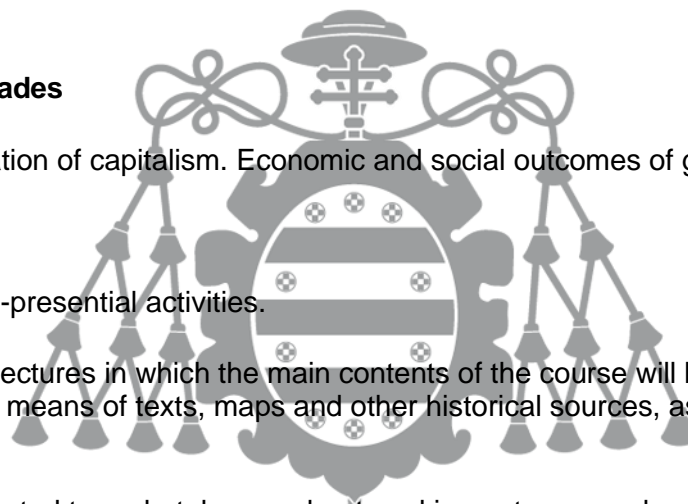 ades
ation of capitalism. Economic and social outcomes of g
-presential activities.
ectures in which the main contents of the course will
means of texts, maps and other historical sources, as